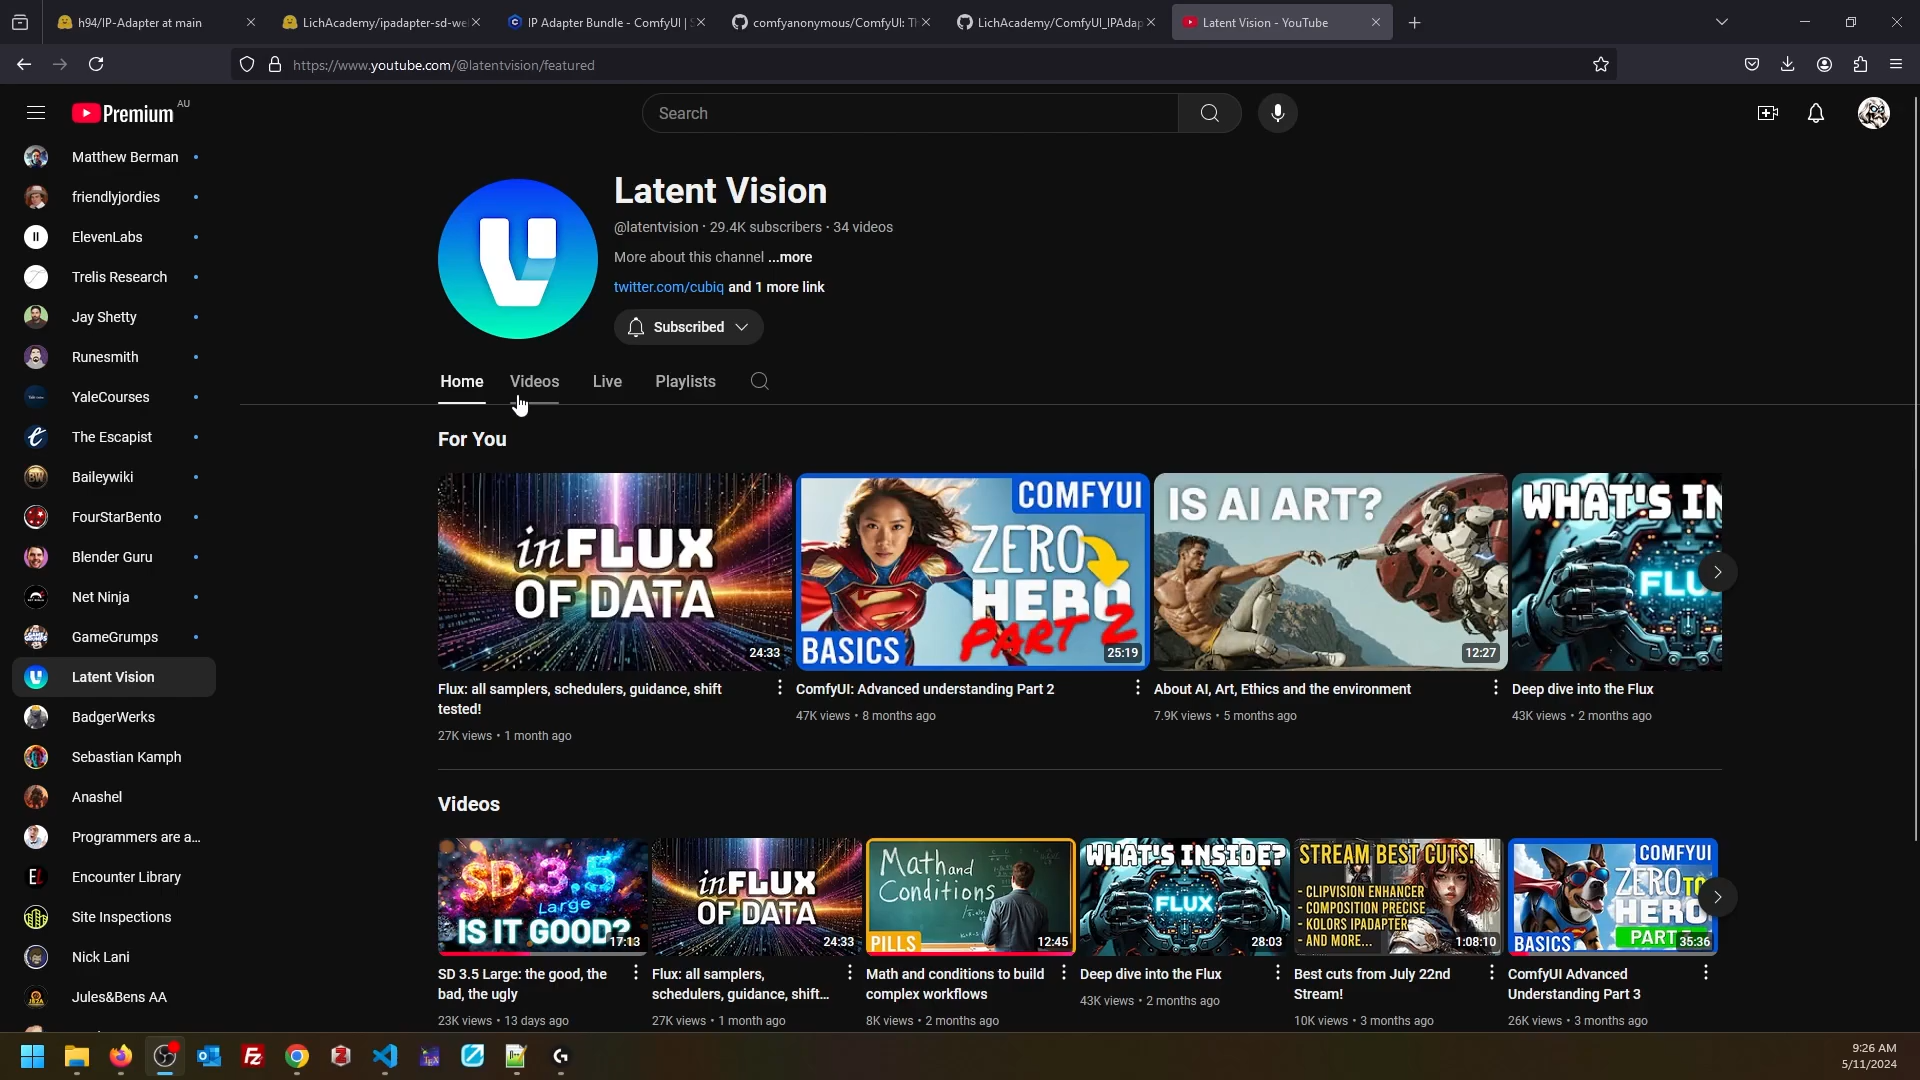 h94/IP-Adapter at main
LichAcademy/ipadapter-sd-we
IP Adapter Bundle - ComfyUI | S
comfyanonymous/ComfyUI: Th
LichAcademy/ComfyUI_IPAdap
Latent Vision - YouTube
https://www.youtube.com/@latentvision/featured
Premium
AU
Search
Matthew Berman
friendlyjordies
ElevenLabs
Trelis Research
Jay Shetty
Runesmith
YaleCourses
The Escapist
Baileywiki
FourStarBento
Blender Guru
Net Ninja
GameGrumps
Latent Vision
BadgerWerks
Sebastian Kamph
Anashel
Programmers are a...
Encounter Library
Site Inspections
Nick Lani
Jules&Bens AA
Latent Vision
@latentvision · 29.4K subscribers · 34 videos
More about this channel ...more
twitter.com/cubiq and 1 more link
Subscribed
Home
Videos
Live
Playlists
For You
inFLUX
OF DATA
24:33
COMFYUI
ZERO
HERO
PART 2
BASICS
25:19
IS AI ART?
12:27
WHAT'S IN
FLU
Flux: all samplers, schedulers, guidance, shift
tested!
27K views · 1 month ago
ComfyUI: Advanced understanding Part 2
47K views · 8 months ago
About AI, Art, Ethics and the environment
7.9K views · 5 months ago
Deep dive into the Flux
43K views · 2 months ago
Videos
SD 3.5
Large
IS IT GOOD?
17:13
inFLUX
OF DATA
24:33
Math and
Conditions
PILLS
12:45
WHAT'S INSIDE?
FLUX
28:03
STREAM BEST CUTS!
- CLIPVISION ENHANCER
- COMPOSITION PRECISE
- KOLORS IPADAPTER
- AND MORE...
1:08:10
COMFYUI
ZERO TO
HERO
PART
BASICS
35:36
SD 3.5 Large: the good, the
bad, the ugly
23K views · 13 days ago
Flux: all samplers,
schedulers, guidance, shift...
27K views · 1 month ago
Math and conditions to build
complex workflows
8K views · 2 months ago
Deep dive into the Flux
43K views · 2 months ago
Best cuts from July 22nd
Stream!
10K views · 3 months ago
ComfyUI Advanced
Understanding Part 3
26K views · 3 months ago
9:26 AM
5/11/2024